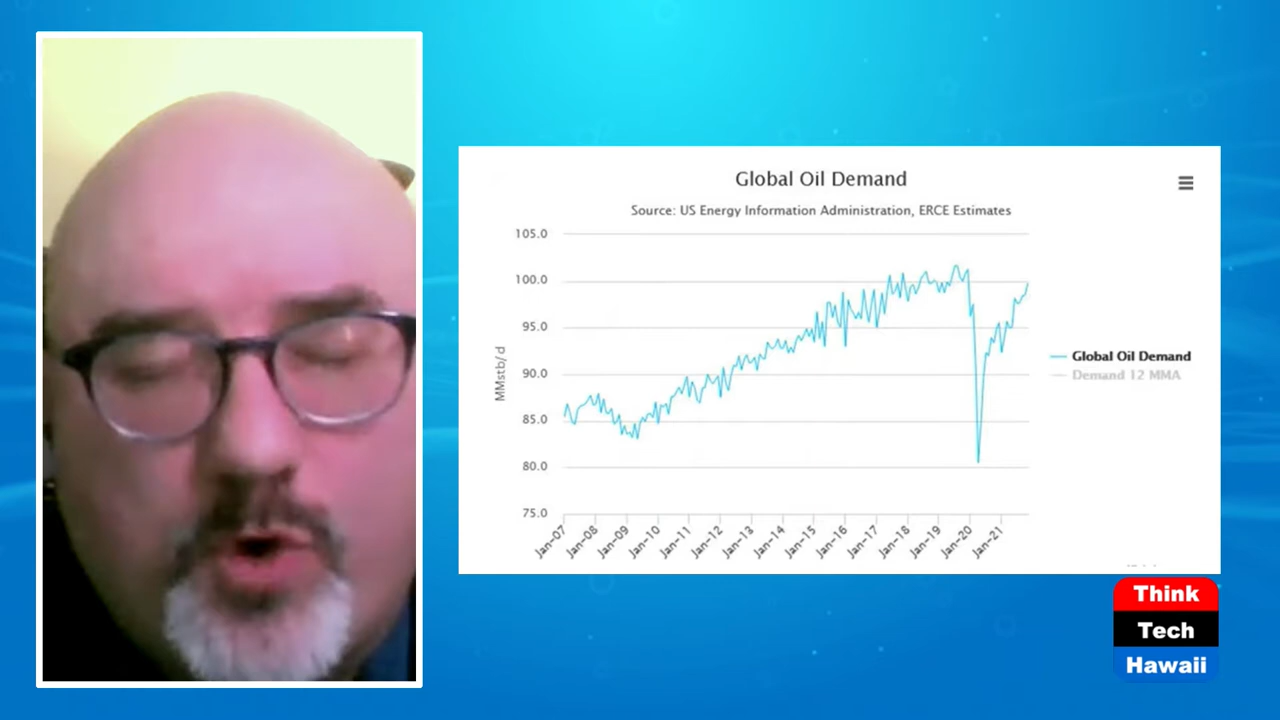 Global Oil Demand
Source: US Energy Information Administration, ERCE Estimates
105.0
100.0
95.0
90.0
85.0
80.0
75.0
MMstb/d
Jan-07
Jan-08
Jan-09
Jan-10
Jan-11
Jan-12
Jan-13
Jan-14
Jan-15
Jan-16
Jan-17
Jan-18
Jan-19
Jan-20
Jan-21
Global Oil Demand
Demand 12 MMA
Think
Tech
Hawaii